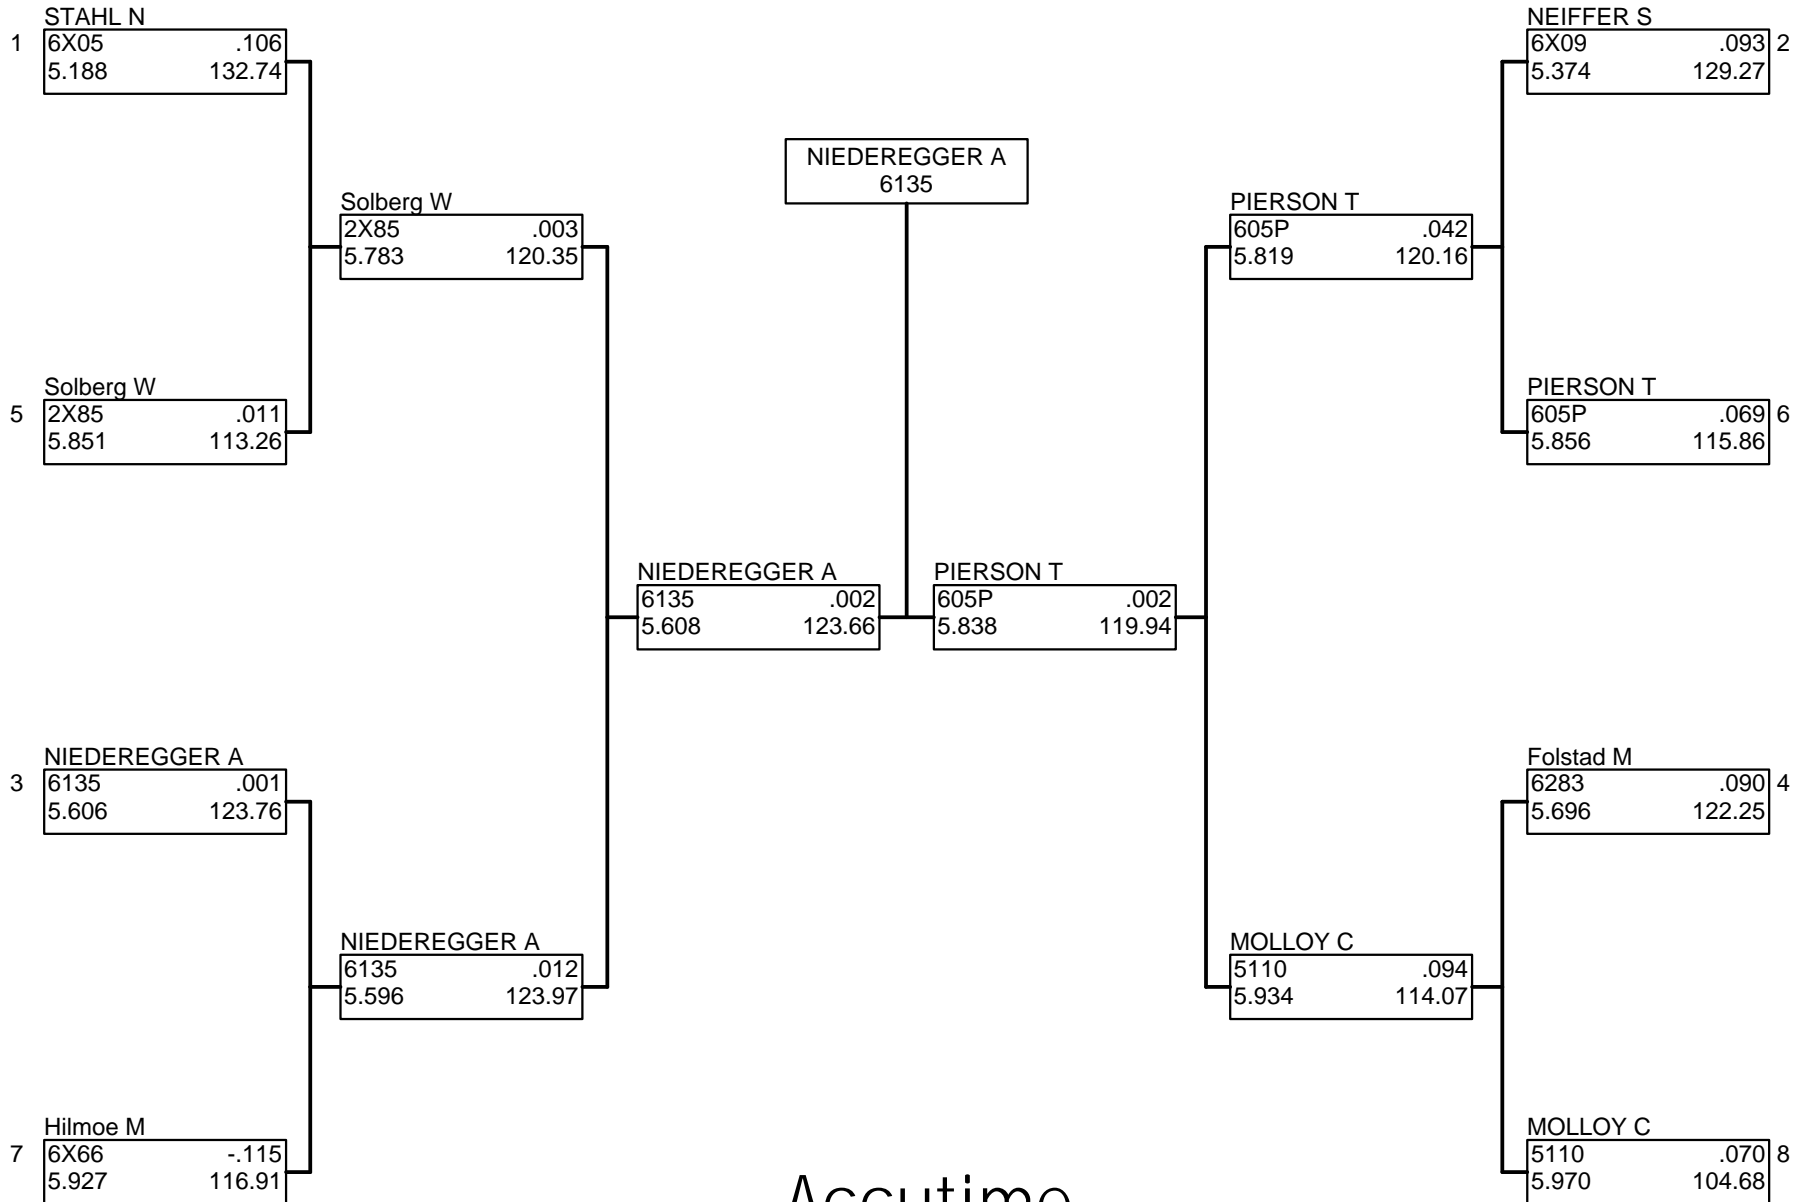 STAHL N
1 6X05 .106
5.188 132.74
NEIFFER S
6X09 .093 2
5.374 129.27
NIEDEREGGER A
6135
Solberg W
2X85 .003
5.783 120.35
PIERSON T
605P .042
5.819 120.16
Solberg W
5 2X85 .011
5.851 113.26
PIERSON T
605P .069 6
5.856 115.86
NIEDEREGGER A
6135 .002
5.608 123.66
PIERSON T
605P .002
5.838 119.94
NIEDEREGGER A
3 6135 .001
5.606 123.76
Folstad M
6283 .090 4
5.696 122.25
NIEDEREGGER A
6135 .012
5.596 123.97
MOLLOY C
5110 .094
5.934 114.07
Hilmoe M
7 6X66 -.115
5.927 116.91
MOLLOY C
5110 .070 8
5.970 104.68
Accutime